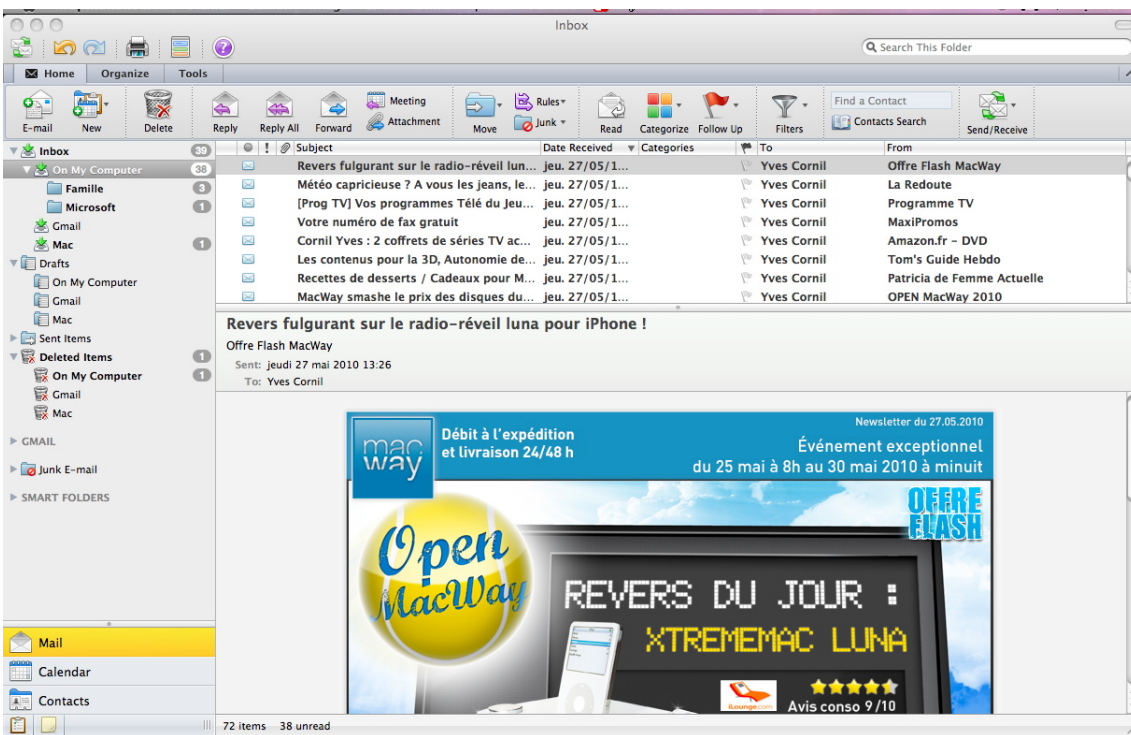 Inbox
Search This Folder
Home Organize Tools
E-mail New Delete Reply Reply All Forward Meeting Attachment Move Rules Junk Read Categorize Follow Up Filters Find a Contact Contacts Search Send/Receive
Inbox 39
On My Computer 38
Famille 3
Microsoft 1
Gmail
Mac 1
Drafts
On My Computer
Gmail
Mac
Sent Items
Deleted Items 1
On My Computer 1
Gmail
Mac
GMAIL
Junk E-mail
SMART FOLDERS
Mail
Calendar
Contacts
! Subject Date Received Categories To From
Revers fulgurant sur le radio-réveil lun... jeu. 27/05/1... Yves Cornil Offre Flash MacWay
Météo capricieuse ? A vous les jeans, le... jeu. 27/05/1... Yves Cornil La Redoute
[Prog TV] Vos programmes Télé du Jeu... jeu. 27/05/1... Yves Cornil Programme TV
Votre numéro de fax gratuit jeu. 27/05/1... Yves Cornil MaxiPromos
Cornil Yves : 2 coffrets de séries TV ac... jeu. 27/05/1... Yves Cornil Amazon.fr - DVD
Les contenus pour la 3D, Autonomie de... jeu. 27/05/1... Yves Cornil Tom's Guide Hebdo
Recettes de desserts / Cadeaux pour M... jeu. 27/05/1... Yves Cornil Patricia de Femme Actuelle
MacWay smashe le prix des disques du... jeu. 27/05/1... Yves Cornil OPEN MacWay 2010
Revers fulgurant sur le radio-réveil luna pour iPhone !
Offre Flash MacWay
Sent: jeudi 27 mai 2010 13:26
To: Yves Cornil
mac
way
Débit à l'expédition
et livraison 24/48 h
Newsletter du 27.05.2010
Événement exceptionnel
du 25 mai à 8h au 30 mai 2010 à minuit
OFFRE
FLASH
Open
MacWay
REVERS DU JOUR :
XTREMEMAC LUNA
iLounge.com
Avis conso 9/10
72 items 38 unread